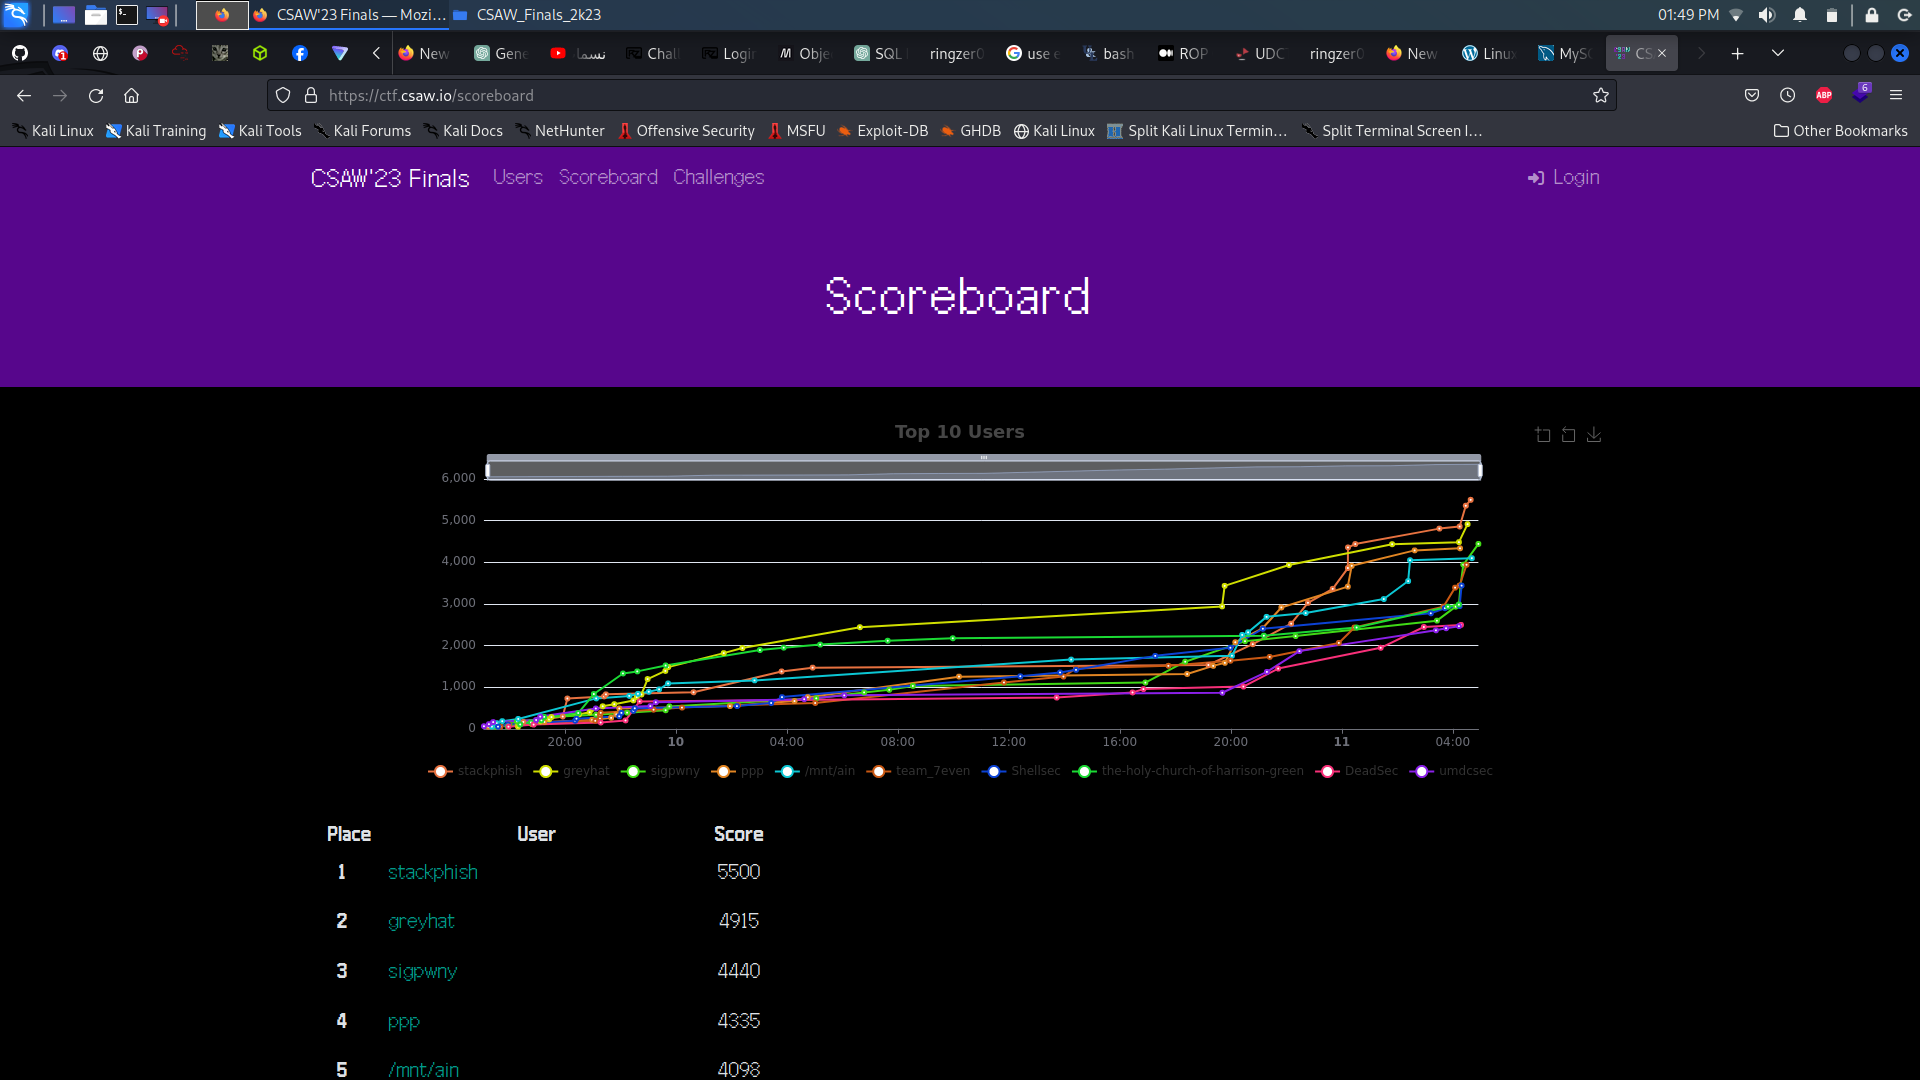 CSAW'23 Finals — Mozi... CSAW_Finals_2k23 01:49 PM
New Gene نسما Chall Login Obje SQL ringzer0 use e bash ROP UDC ringzer0 New Linux MyS CS
https://ctf.csaw.io/scoreboard ABP 6
Kali Linux Kali Training Kali Tools Kali Forums Kali Docs NetHunter Offensive Security MSFU Exploit-DB GHDB Kali Linux Split Kali Linux Termin... Split Terminal Screen I... Other Bookmarks
CSAW'23 Finals Users Scoreboard Challenges Login
Scoreboard
Top 10 Users
6,000
5,000
4,000
3,000
2,000
1,000
0
20:00 10 04:00 08:00 12:00 16:00 20:00 11 04:00
stackphish greyhat sigpwny ppp /mnt/ain team_7even Shellsec the-holy-church-of-harrison-green DeadSec umdcsec
Place User Score
1 stackphish 5500
2 greyhat 4915
3 sigpwny 4440
4 ppp 4335
5 /mnt/ain 4098